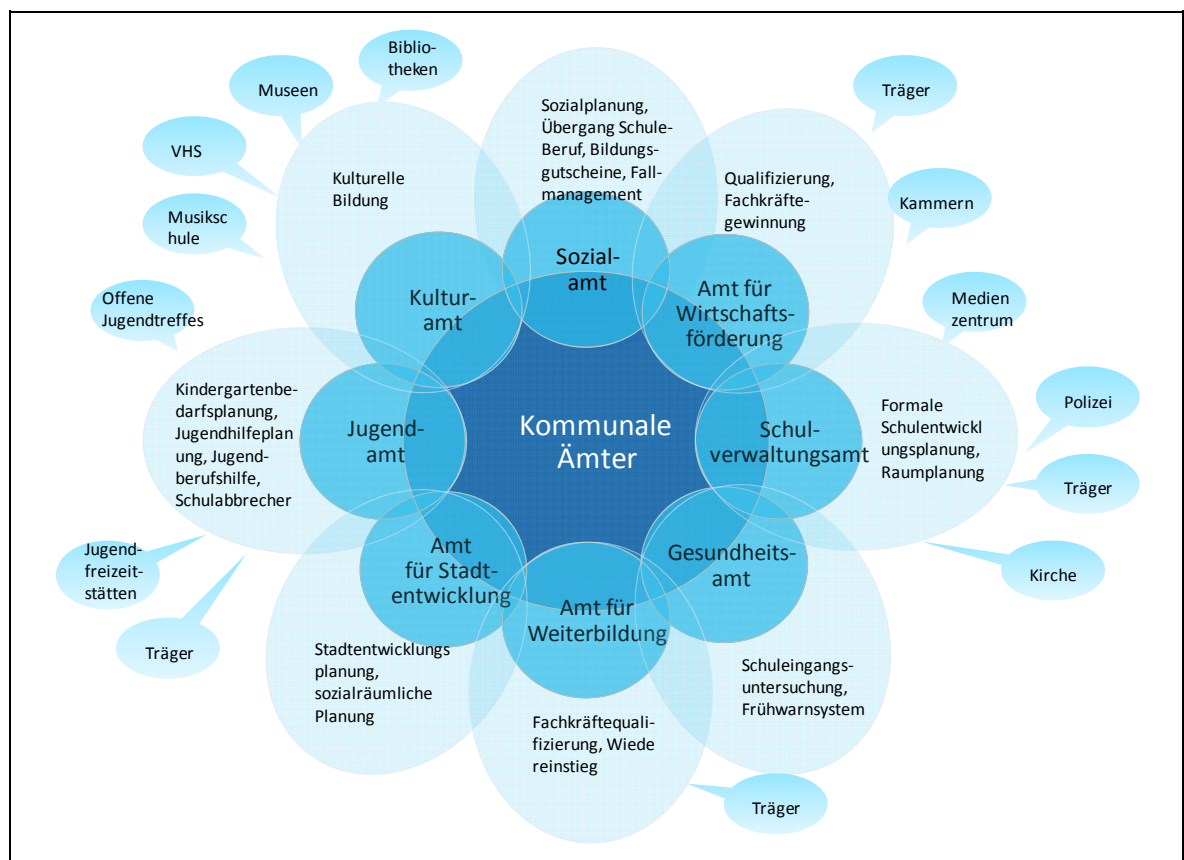 Biblio-
theken
Museen
VHS
Musiksc
hule
Offene
Jugendtreffes
Träger
Kammern
Medien
zentrum
Polizei
Träger
Kirche
Jugend-
freizeit-
stätten
Träger
Träger
Kulturelle
Bildung
Sozialplanung,
Übergang Schule-
Beruf, Bildungs-
gutscheine, Fall-
management
Qualifizierung,
Fachkräfte-
gewinnung
Kindergartenbe-
darfsplanung,
Jugendhilfeplan
ung, Jugend-
berufshilfe,
Schulabbrecher
Formale
Schulentwickl
ungsplanung,
Raumplanung
Stadtentwicklungs
planung,
sozialräumliche
Planung
Fachkräftequali-
fizierung, Wiede
reinstieg
Schuleingangs-
untersuchung,
Frühwarnsystem
Kultur-
amt
Sozial-
amt
Amt für
Wirtschafts-
förderung
Jugend-
amt
Kommunale
Ämter
Schul-
verwaltungsamt
Amt
für Stadt-
entwicklung
Amt für
Weiterbildung
Gesundheits-
amt